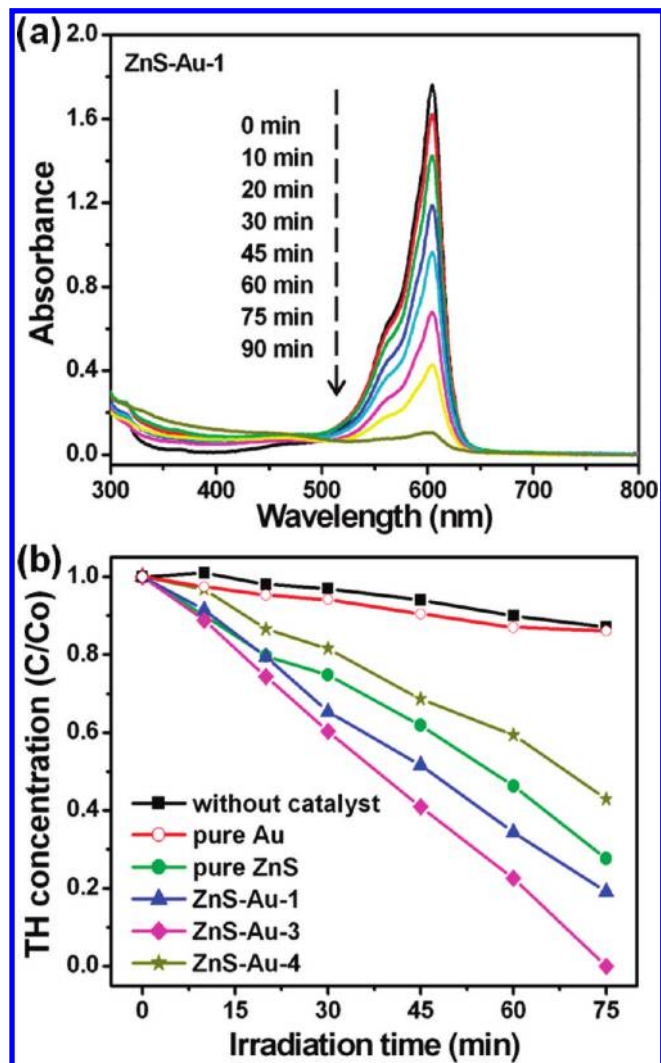 (a)
ZnS-Au-1
0 min
10 min
20 min
30 min
45 min
60 min
75 min
90 min
Absorbance
2.0
1.6
1.2
0.8
0.4
0.0
300 400 500 600 700 800
Wavelength (nm)
(b)
TH concentration (C/Co)
1.0
0.8
0.6
0.4
0.2
0.0
without catalyst
pure Au
pure ZnS
ZnS-Au-1
ZnS-Au-3
ZnS-Au-4
0 15 30 45 60 75
Irradiation time (min)